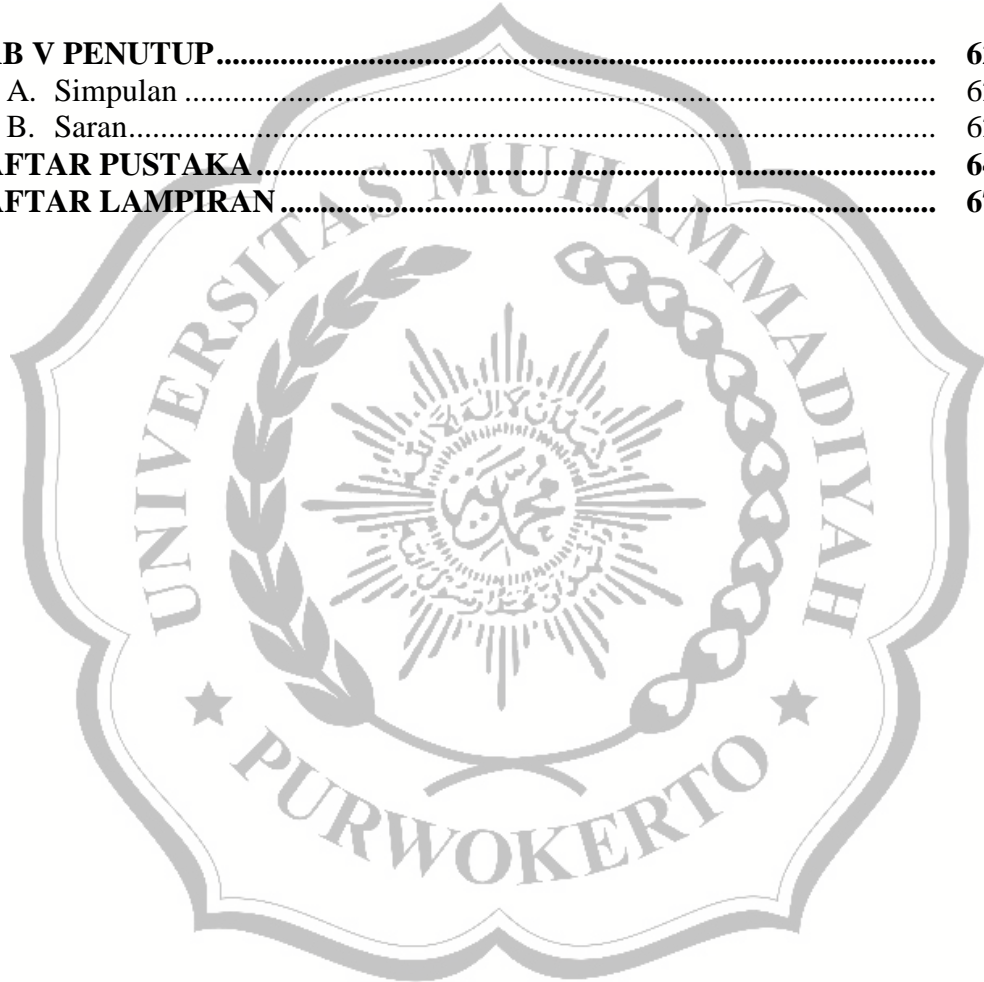 AB V PENUTUP.......................................................................................... 6
A. Simpulan .............................................................................................. 6
B. Saran..................................................................................................... 6
AFTAR PUSTAKA..................................................................................... 6
AFTAR LAMPIRAN.................................................................................. 6
UNIVERSITAS MUHAMMADIYAH
★ PURWOKERTO ★